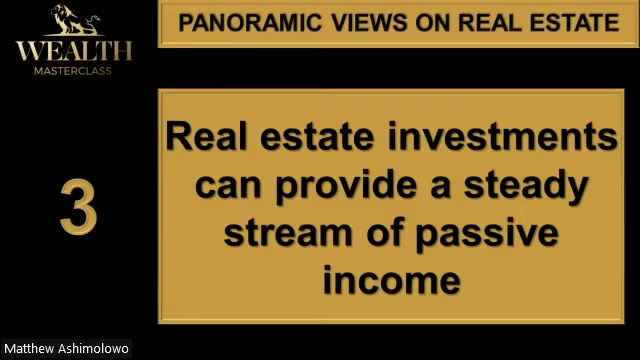 WEALTH
MASTERCLASS
PANORAMIC VIEWS ON REAL ESTATE
3
Real estate investments
can provide a steady
stream of passive
income
Matthew Ashimolowo